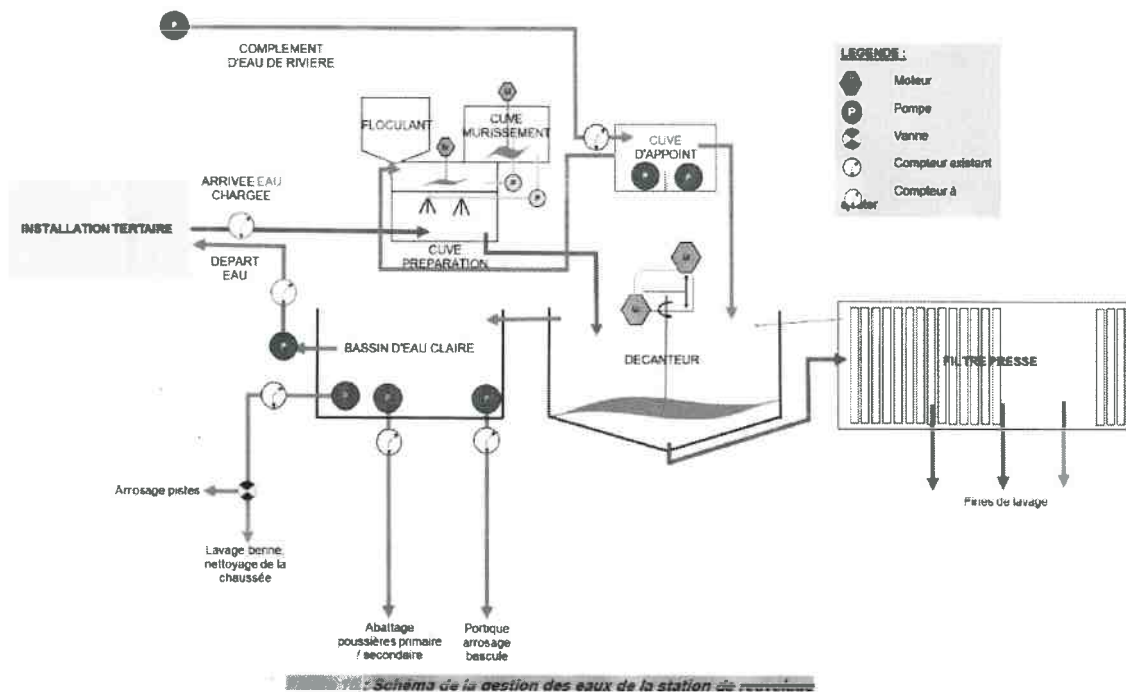 COMPLEMENT
D'EAU DE RIVIERE
LEGENDE :
Moteur
P Pompe
Vanne
Compteur existant
Compteur à
ajouter
FLOCULANT
CUVE
MURISSEMENT
CUVE
D'APPOINT
ARRIVEE EAU
CHARGEE
INSTALLATION TERTAIRE
DEPART
EAU
CUVE
PREPARATION
BASSIN D'EAU CLAIRE
DECANTEUR
FILTRE PRESSE
Arrosage pistes
Fines de lavage
Lavage benne,
nettoyage de la
chaussée
Abattage
poussières primaire
/ secondaire
Portique
arrosage
bascule
: Schéma de la gestion des eaux de la station de recyclage